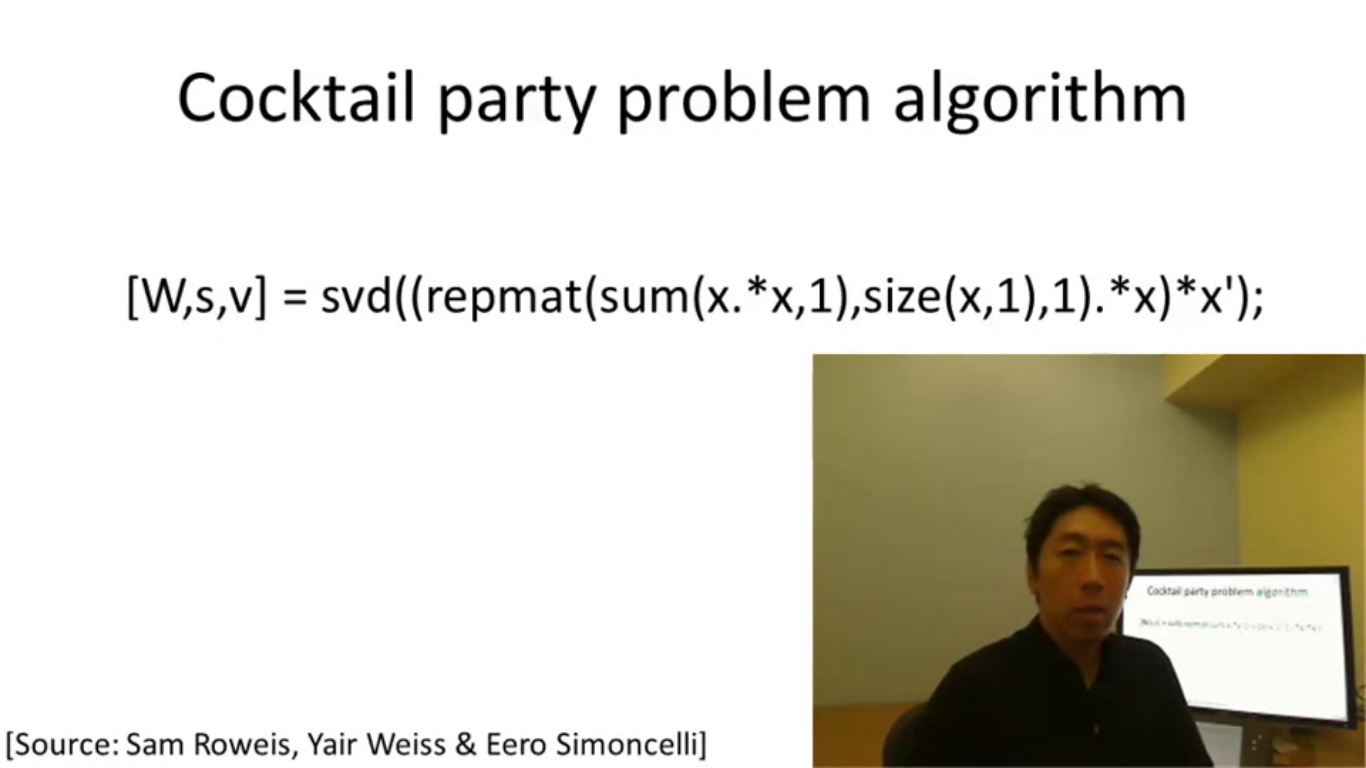 Cocktail party problem algorithm
[W,s,v] = svd((repmat(sum(x.*x,1),size(x,1),1).*x)*x');
Cocktail party problem algorithm
[Source: Sam Roweis, Yair Weiss & Eero Simoncelli]